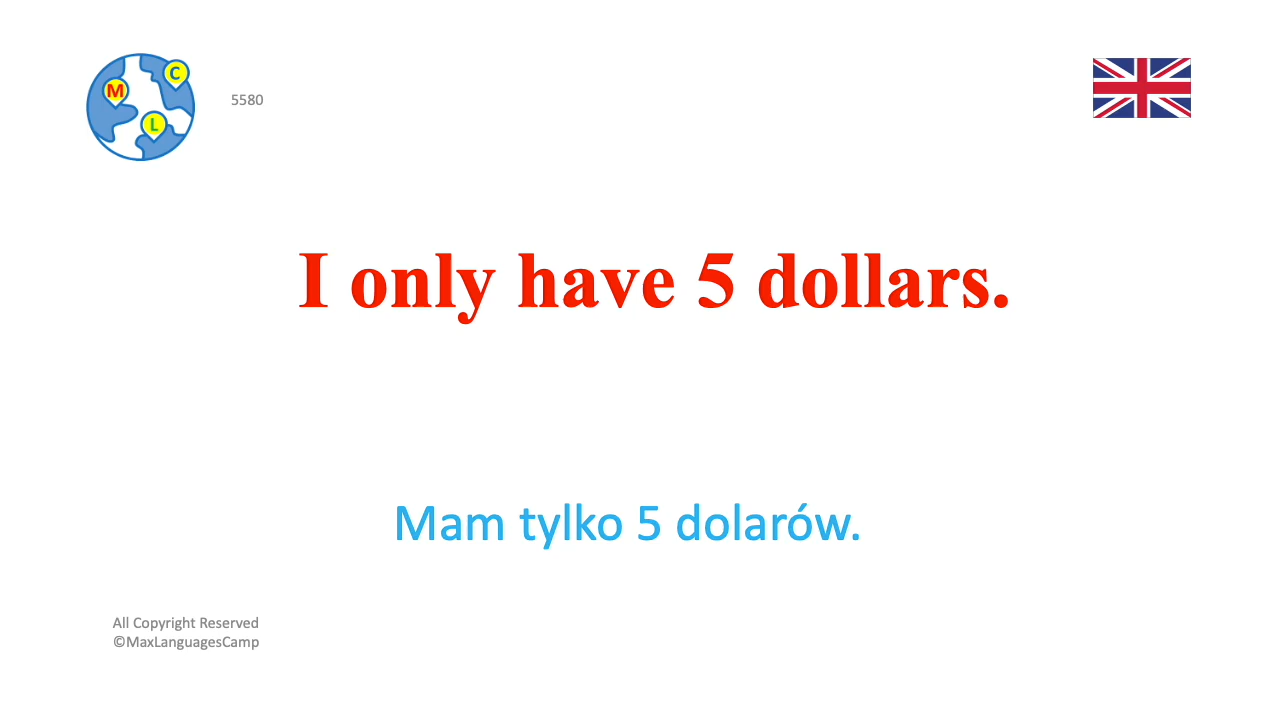 C
M
L
5580
I only have 5 dollars.
Mam tylko 5 dolarów.
All Copyright Reserved
©MaxLanguagesCamp